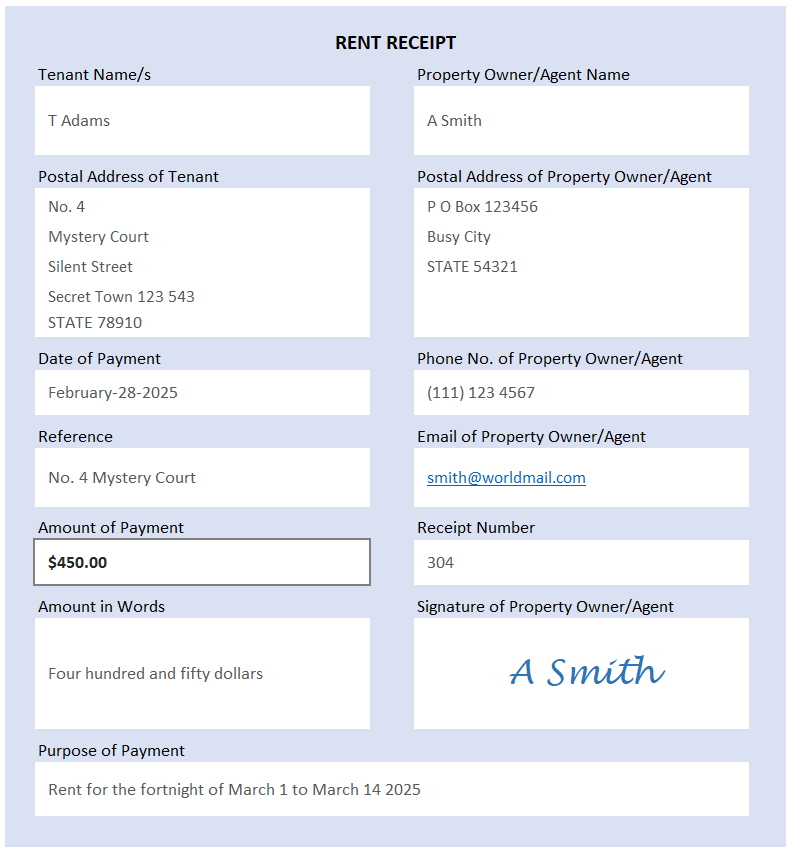 RENT RECEIPT
Tenant Name/s
T Adams
Property Owner/Agent Name
A Smith
Postal Address of Tenant
No. 4
Mystery Court
Silent Street
Secret Town 123 543
STATE 78910
Postal Address of Property Owner/Agent
P O Box 123456
Busy City
STATE 54321
Date of Payment
February-28-2025
Phone No. of Property Owner/Agent
(111) 123 4567
Reference
No. 4 Mystery Court
Email of Property Owner/Agent
smith@worldmail.com
Amount of Payment
$450.00
Receipt Number
304
Amount in Words
Four hundred and fifty dollars
Signature of Property Owner/Agent
A Smith
Purpose of Payment
Rent for the fortnight of March 1 to March 14 2025